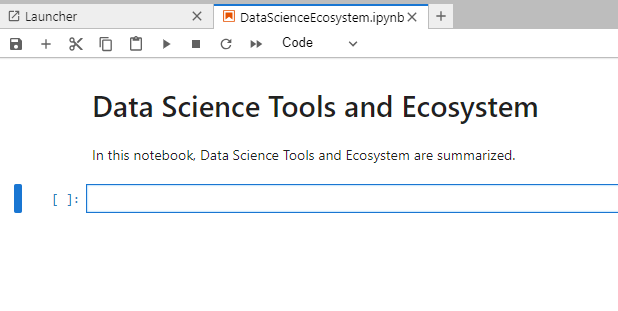 Launcher
DataScienceEcosystem.ipynb
Code
Data Science Tools and Ecosystem
In this notebook, Data Science Tools and Ecosystem are summarized.
[ ]: